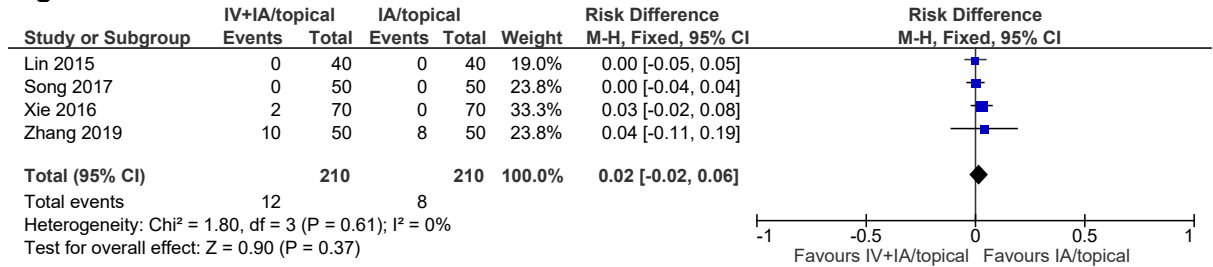 IV+IA/topical IA/topical Risk Difference Risk Difference
Study or Subgroup Events Total Events Total Weight M-H, Fixed, 95% CI M-H, Fixed, 95% CI
Lin 2015 0 40 0 40 19.0% 0.00 [-0.05, 0.05]
Song 2017 0 50 0 50 23.8% 0.00 [-0.04, 0.04]
Xie 2016 2 70 0 70 33.3% 0.03 [-0.02, 0.08]
Zhang 2019 10 50 8 50 23.8% 0.04 [-0.11, 0.19]
Total (95% CI) 210 210 100.0% 0.02 [-0.02, 0.06]
Total events 12 8
Heterogeneity: Chi² = 1.80, df = 3 (P = 0.61); I² = 0%
Test for overall effect: Z = 0.90 (P = 0.37)
-1 -0.5 0 0.5 1
Favours IV+IA/topical Favours IA/topical